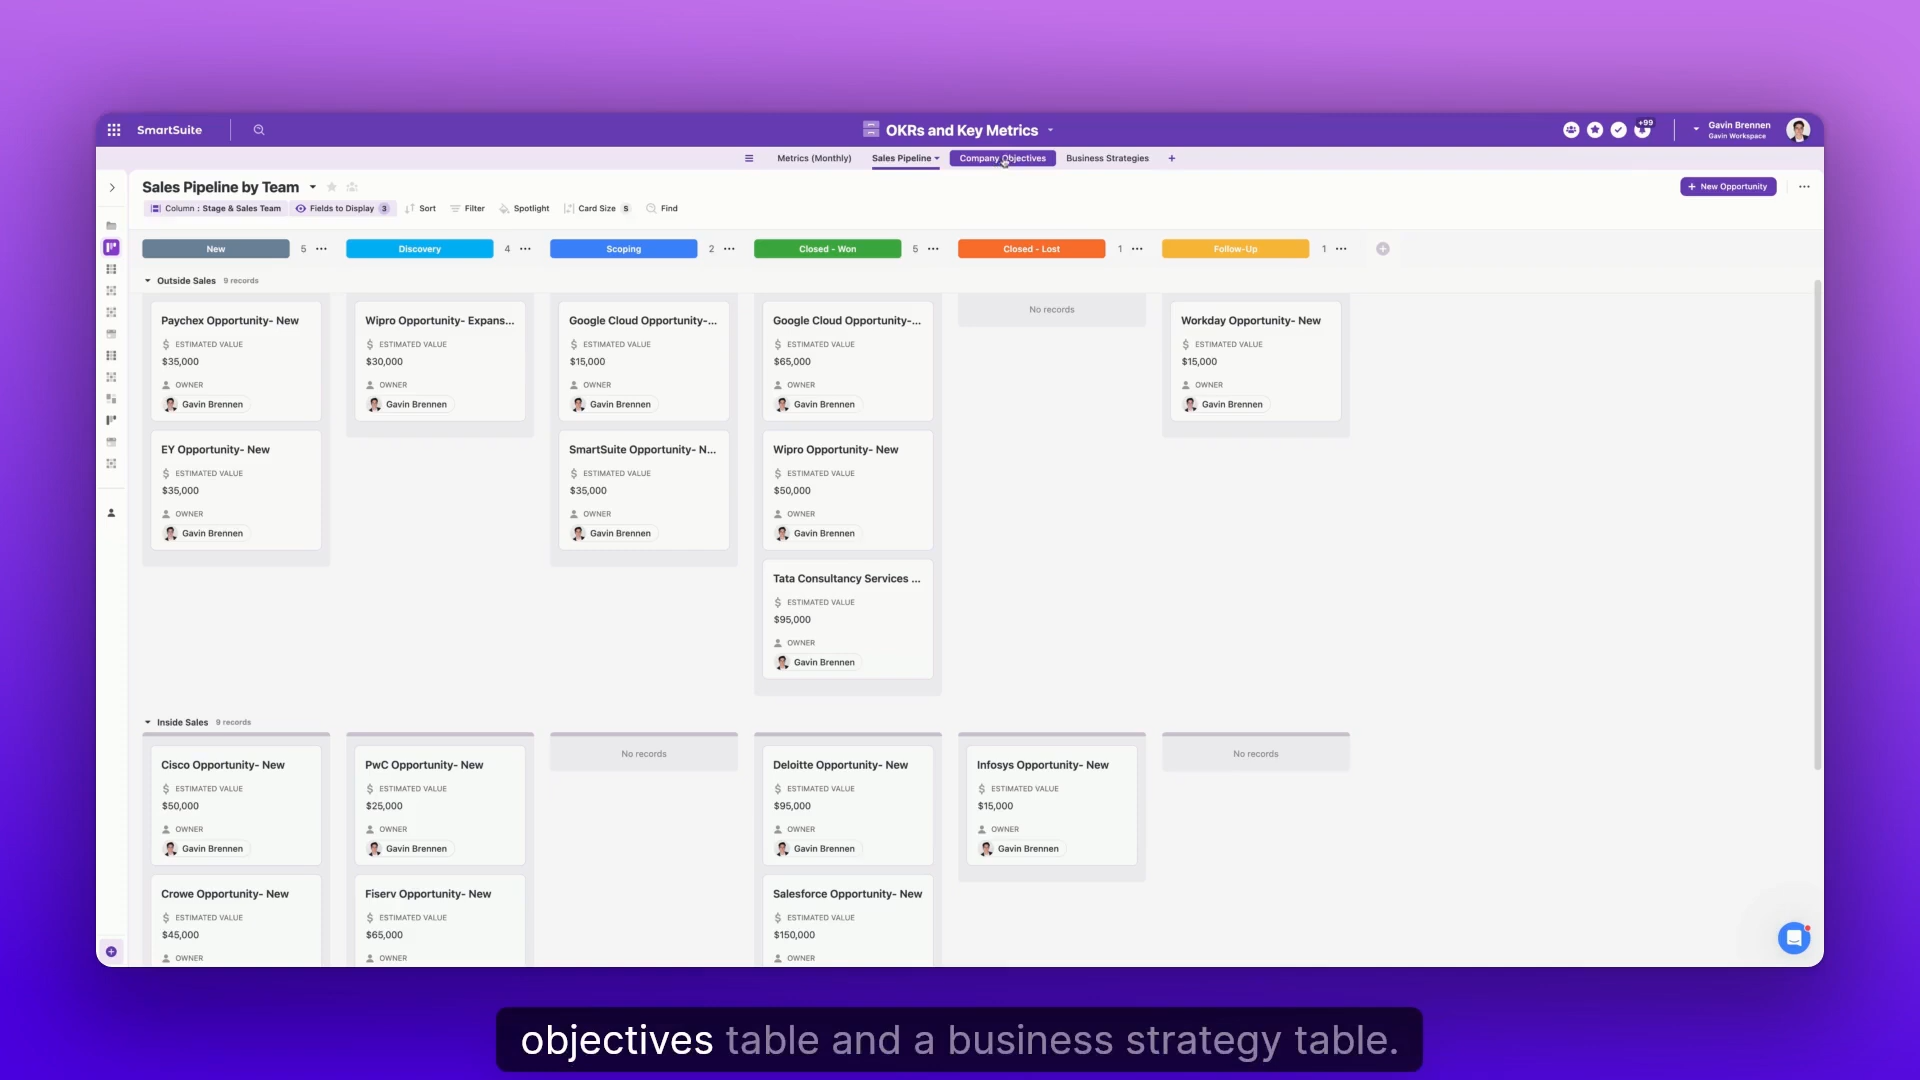 SmartSuite
OKRs and Key Metrics
+99
Gavin Brennen
Gavin Workspace
Metrics (Monthly)
Sales Pipeline
Company Objectives
Business Strategies
Sales Pipeline by Team
+ New Opportunity
Column : Stage & Sales Team
Fields to Display 3
Sort
Filter
Spotlight
Card Size S
Find
New 5
Discovery 4
Scoping 2
Closed - Won 5
Closed - Lost 1
Follow-Up 1
Outside Sales 9 records
Paychex Opportunity- New
ESTIMATED VALUE
$35,000
OWNER
Gavin Brennen
EY Opportunity- New
ESTIMATED VALUE
$35,000
OWNER
Gavin Brennen
Wipro Opportunity- Expans...
ESTIMATED VALUE
$30,000
OWNER
Gavin Brennen
Google Cloud Opportunity-...
ESTIMATED VALUE
$15,000
OWNER
Gavin Brennen
SmartSuite Opportunity- N...
ESTIMATED VALUE
$35,000
OWNER
Gavin Brennen
Google Cloud Opportunity-...
ESTIMATED VALUE
$65,000
OWNER
Gavin Brennen
Wipro Opportunity- New
ESTIMATED VALUE
$50,000
OWNER
Gavin Brennen
Tata Consultancy Services ...
ESTIMATED VALUE
$95,000
OWNER
Gavin Brennen
No records
Workday Opportunity- New
ESTIMATED VALUE
$15,000
OWNER
Gavin Brennen
Inside Sales 9 records
Cisco Opportunity- New
ESTIMATED VALUE
$50,000
OWNER
Gavin Brennen
Crowe Opportunity- New
ESTIMATED VALUE
$45,000
OWNER
PwC Opportunity- New
ESTIMATED VALUE
$25,000
OWNER
Gavin Brennen
Fiserv Opportunity- New
ESTIMATED VALUE
$65,000
OWNER
No records
Deloitte Opportunity- New
ESTIMATED VALUE
$95,000
OWNER
Gavin Brennen
Salesforce Opportunity- New
ESTIMATED VALUE
$150,000
OWNER
Infosys Opportunity- New
ESTIMATED VALUE
$15,000
OWNER
Gavin Brennen
No records
objectives table and a business strategy table.